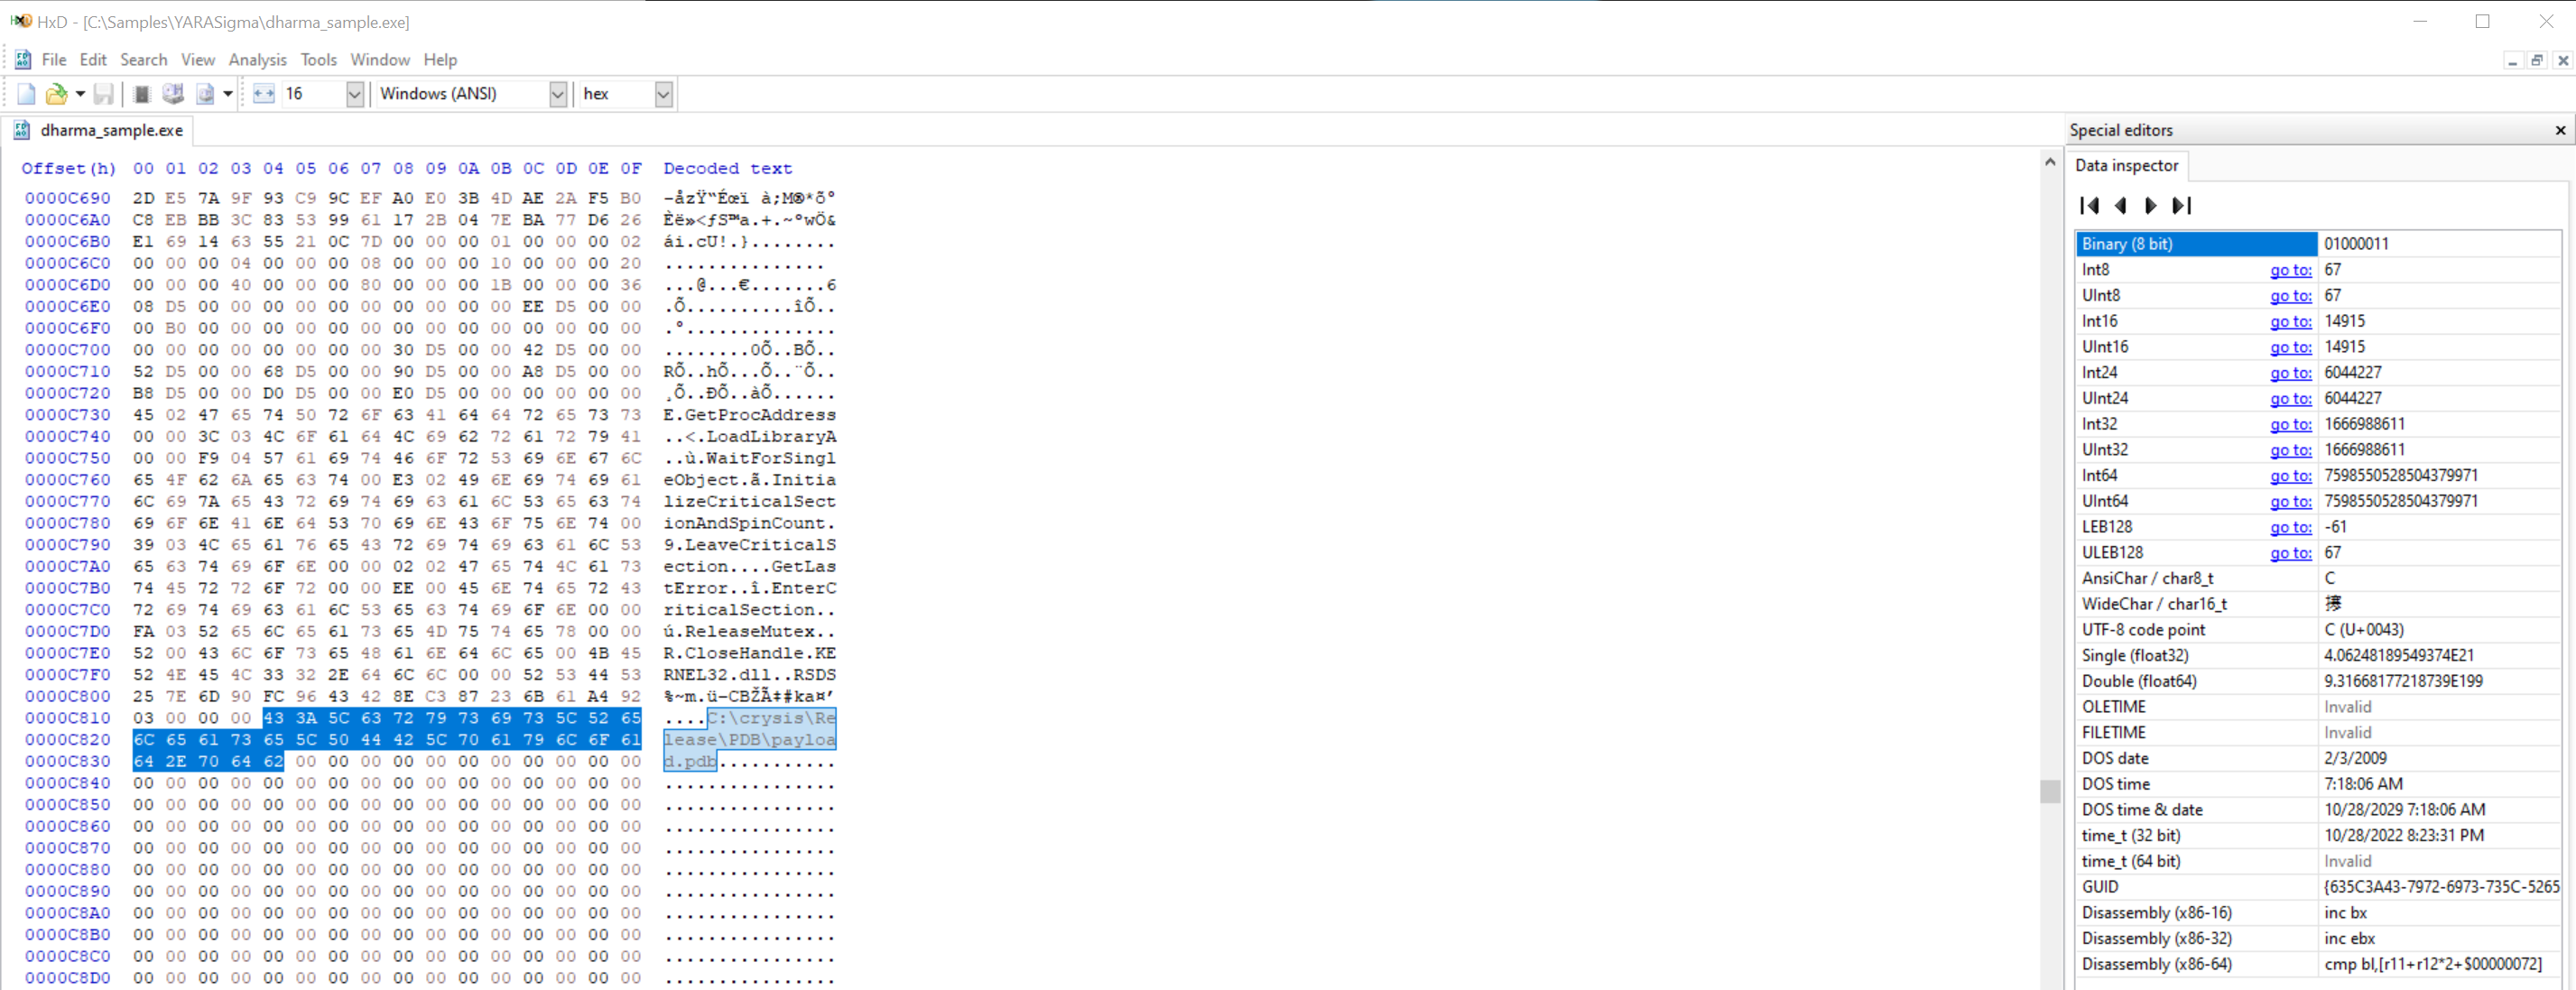 HxD - [C:\Samples\YARASigma\dharma_sample.exe]
File Edit Search View Analysis Tools Window Help
16 Windows (ANSI) hex
dharma_sample.exe
Offset(h) 00 01 02 03 04 05 06 07 08 09 0A 0B 0C 0D 0E 0F Decoded text
0000C690 2D E5 7A 9F 93 C9 9C EF A0 E0 3B 4D AE 2A F5 B0 -åzŸ“Éœï à;M®*õ°
0000C6A0 C8 EB BB 3C 83 53 99 61 17 2B 04 7E BA 77 D6 26 Èë»<ƒS™a.+.~ºwÖ&
0000C6B0 E1 69 14 63 55 21 0C 7D 00 00 00 01 00 00 00 02 ái.cU!.}........
0000C6C0 00 00 00 04 00 00 00 08 00 00 00 10 00 00 00 20 ...............
0000C6D0 00 00 00 40 00 00 00 80 00 00 00 1B 00 00 00 36 ...@...€.......6
0000C6E0 08 D5 00 00 00 00 00 00 00 00 00 00 EE D5 00 00 .Õ..........îÕ..
0000C6F0 00 B0 00 00 00 00 00 00 00 00 00 00 00 00 00 00 .°..............
0000C700 00 00 00 00 00 00 00 00 30 D5 00 00 42 D5 00 00 ........0Õ..BÕ..
0000C710 52 D5 00 00 68 D5 00 00 90 D5 00 00 A8 D5 00 00 RÕ..hÕ...Õ..¨Õ..
0000C720 B8 D5 00 00 D0 D5 00 00 E0 D5 00 00 00 00 00 00 ¸Õ..ÐÕ..àÕ......
0000C730 45 02 47 65 74 50 72 6F 63 41 64 64 72 65 73 73 E.GetProcAddress
0000C740 00 00 3C 03 4C 6F 61 64 4C 69 62 72 61 72 79 41 ..<.LoadLibraryA
0000C750 00 00 F9 04 57 61 69 74 46 6F 72 53 69 6E 67 6C ..ù.WaitForSingl
0000C760 65 4F 62 6A 65 63 74 00 E3 02 49 6E 69 74 69 61 eObject.ã.Initia
0000C770 6C 69 7A 65 43 72 69 74 69 63 61 6C 53 65 63 74 lizeCriticalSect
0000C780 69 6F 6E 41 6E 64 53 70 69 6E 43 6F 75 6E 74 00 ionAndSpinCount.
0000C790 39 03 4C 65 61 76 65 43 72 69 74 69 63 61 6C 53 9.LeaveCriticalS
0000C7A0 65 63 74 69 6F 6E 00 00 02 02 47 65 74 4C 61 73 ection....GetLas
0000C7B0 74 45 72 72 6F 72 00 00 EE 00 45 6E 74 65 72 43 tError..î.EnterC
0000C7C0 72 69 74 69 63 61 6C 53 65 63 74 69 6F 6E 00 00 riticalSection..
0000C7D0 FA 03 52 65 6C 65 61 73 65 4D 75 74 65 78 00 00 ú.ReleaseMutex..
0000C7E0 52 00 43 6C 6F 73 65 48 61 6E 64 6C 65 00 4B 45 R.CloseHandle.KE
0000C7F0 52 4E 45 4C 33 32 2E 64 6C 6C 00 00 52 53 44 53 RNEL32.dll..RSDS
0000C800 25 7E 6D 90 FC 96 43 42 8E C3 87 23 6B 61 A4 92 %~m.ü–CBŽÃ‡#ka¤’
0000C810 03 00 00 00 43 3A 5C 63 72 79 73 69 73 5C 52 65 ....C:\crysis\Re
0000C820 6C 65 61 73 65 5C 50 44 42 5C 70 61 79 6C 6F 61 lease\PDB\payloa
0000C830 64 2E 70 64 62 00 00 00 00 00 00 00 00 00 00 00 d.pdb...........
0000C840 00 00 00 00 00 00 00 00 00 00 00 00 00 00 00 00 ................
0000C850 00 00 00 00 00 00 00 00 00 00 00 00 00 00 00 00 ................
0000C860 00 00 00 00 00 00 00 00 00 00 00 00 00 00 00 00 ................
0000C870 00 00 00 00 00 00 00 00 00 00 00 00 00 00 00 00 ................
0000C880 00 00 00 00 00 00 00 00 00 00 00 00 00 00 00 00 ................
0000C890 00 00 00 00 00 00 00 00 00 00 00 00 00 00 00 00 ................
0000C8A0 00 00 00 00 00 00 00 00 00 00 00 00 00 00 00 00 ................
0000C8B0 00 00 00 00 00 00 00 00 00 00 00 00 00 00 00 00 ................
0000C8C0 00 00 00 00 00 00 00 00 00 00 00 00 00 00 00 00 ................
0000C8D0 00 00 00 00 00 00 00 00 00 00 00 00 00 00 00 00 ................
Special editors
Data inspector
Binary (8 bit) 01000011
Int8 go to: 67
UInt8 go to: 67
Int16 go to: 14915
UInt16 go to: 14915
Int24 go to: 6044227
UInt24 go to: 6044227
Int32 go to: 1666988611
UInt32 go to: 1666988611
Int64 go to: 7598550528504379971
UInt64 go to: 7598550528504379971
LEB128 go to: -61
ULEB128 go to: 67
AnsiChar / char8_t C
WideChar / char16_t
UTF-8 code point C (U+0043)
Single (float32) 4.06248189549374E21
Double (float64) 9.31668177218739E199
OLETIME Invalid
FILETIME Invalid
DOS date 2/3/2009
DOS time 7:18:06 AM
DOS time & date 10/28/2029 7:18:06 AM
time_t (32 bit) 10/28/2022 8:23:31 PM
time_t (64 bit) Invalid
GUID {635C3A43-7972-6973-735C-5265
Disassembly (x86-16) inc bx
Disassembly (x86-32) inc ebx
Disassembly (x86-64) cmp bl,[r11+r12*2+$00000072]